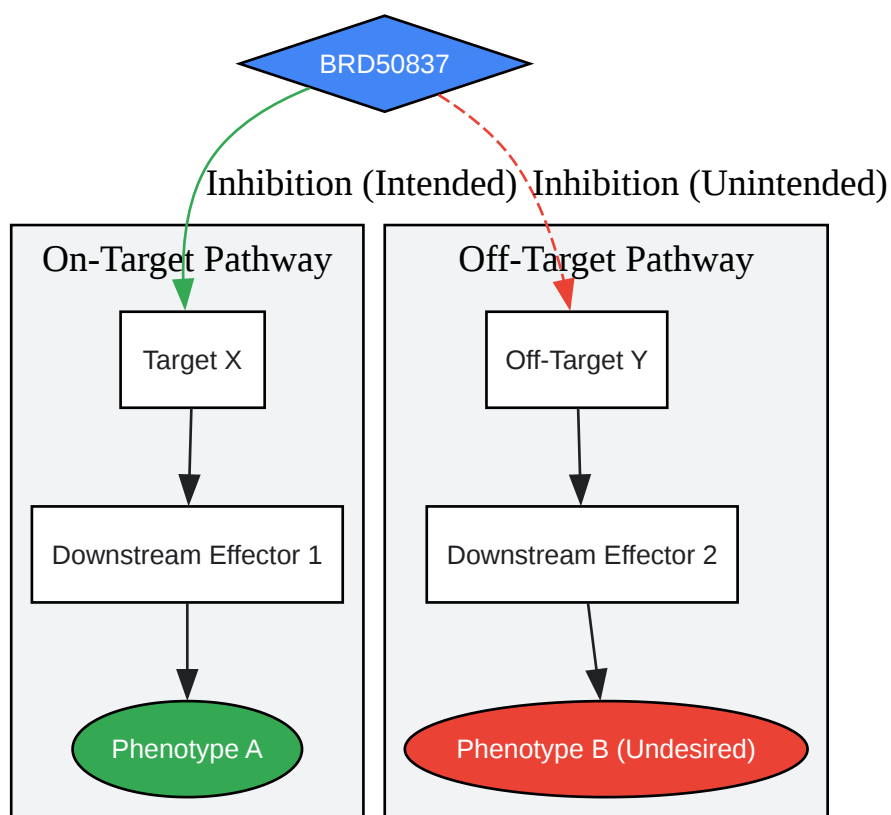 BRD50837
Inhibition (Intended)
Inhibition (Unintended)
On-Target Pathway
Off-Target Pathway
Target X
Off-Target Y
Downstream Effector 1
Downstream Effector 2
Phenotype A
Phenotype B (Undesired)